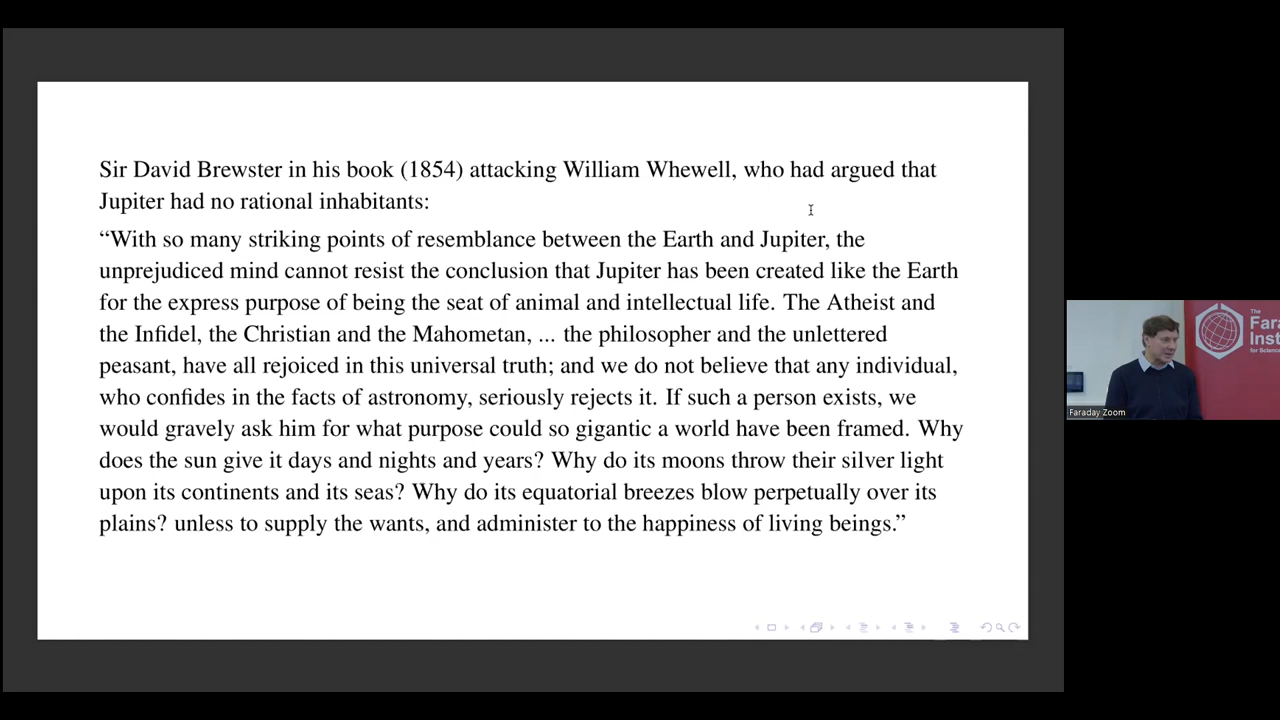 Sir David Brewster in his book (1854) attacking William Whewell, who had argued that
Jupiter had no rational inhabitants:
“With so many striking points of resemblance between the Earth and Jupiter, the
unprejudiced mind cannot resist the conclusion that Jupiter has been created like the Earth
for the express purpose of being the seat of animal and intellectual life. The Atheist and
the Infidel, the Christian and the Mahometan, ... the philosopher and the unlettered
peasant, have all rejoiced in this universal truth; and we do not believe that any individual,
who confides in the facts of astronomy, seriously rejects it. If such a person exists, we
would gravely ask him for what purpose could so gigantic a world have been framed. Why
does the sun give it days and nights and years? Why do its moons throw their silver light
upon its continents and its seas? Why do its equatorial breezes blow perpetually over its
plains? unless to supply the wants, and administer to the happiness of living beings.”
The
Fara
Inst
for Science
Faraday Zoom